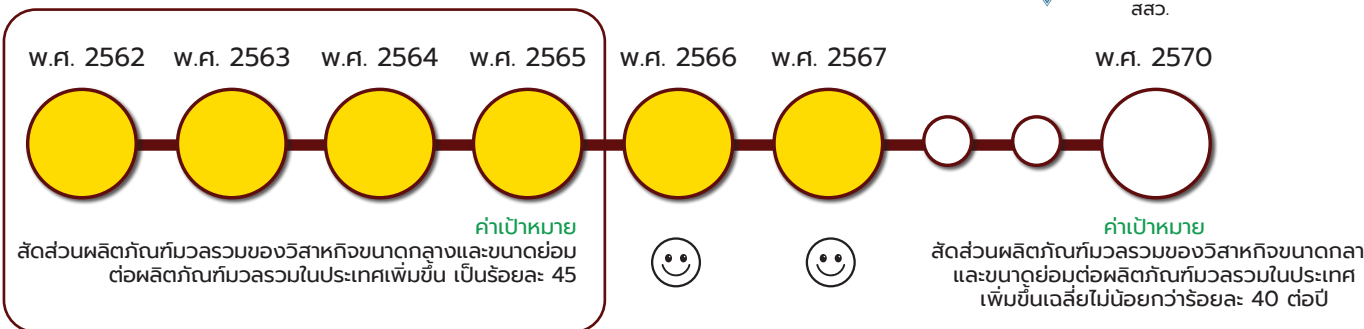 สสว.
พ.ศ. 2562 พ.ศ. 2563 พ.ศ. 2564 พ.ศ. 2565 พ.ศ. 2566 พ.ศ. 2567 พ.ศ. 2570
ค่าเป้าหมาย
สัดส่วนผลิตภัณฑ์มวลรวมของวิสาหกิจขนาดกลางและขนาดย่อม
ต่อผลิตภัณฑ์มวลรวมในประเทศเพิ่มขึ้น เป็นร้อยละ 45
ค่าเป้าหมาย
สัดส่วนผลิตภัณฑ์มวลรวมของวิสาหกิจขนาดกลา
และขนาดย่อมต่อผลิตภัณฑ์มวลรวมในประเทศ
เพิ่มขึ้นเฉลี่ยไม่น้อยกว่าร้อยละ 40 ต่อปี